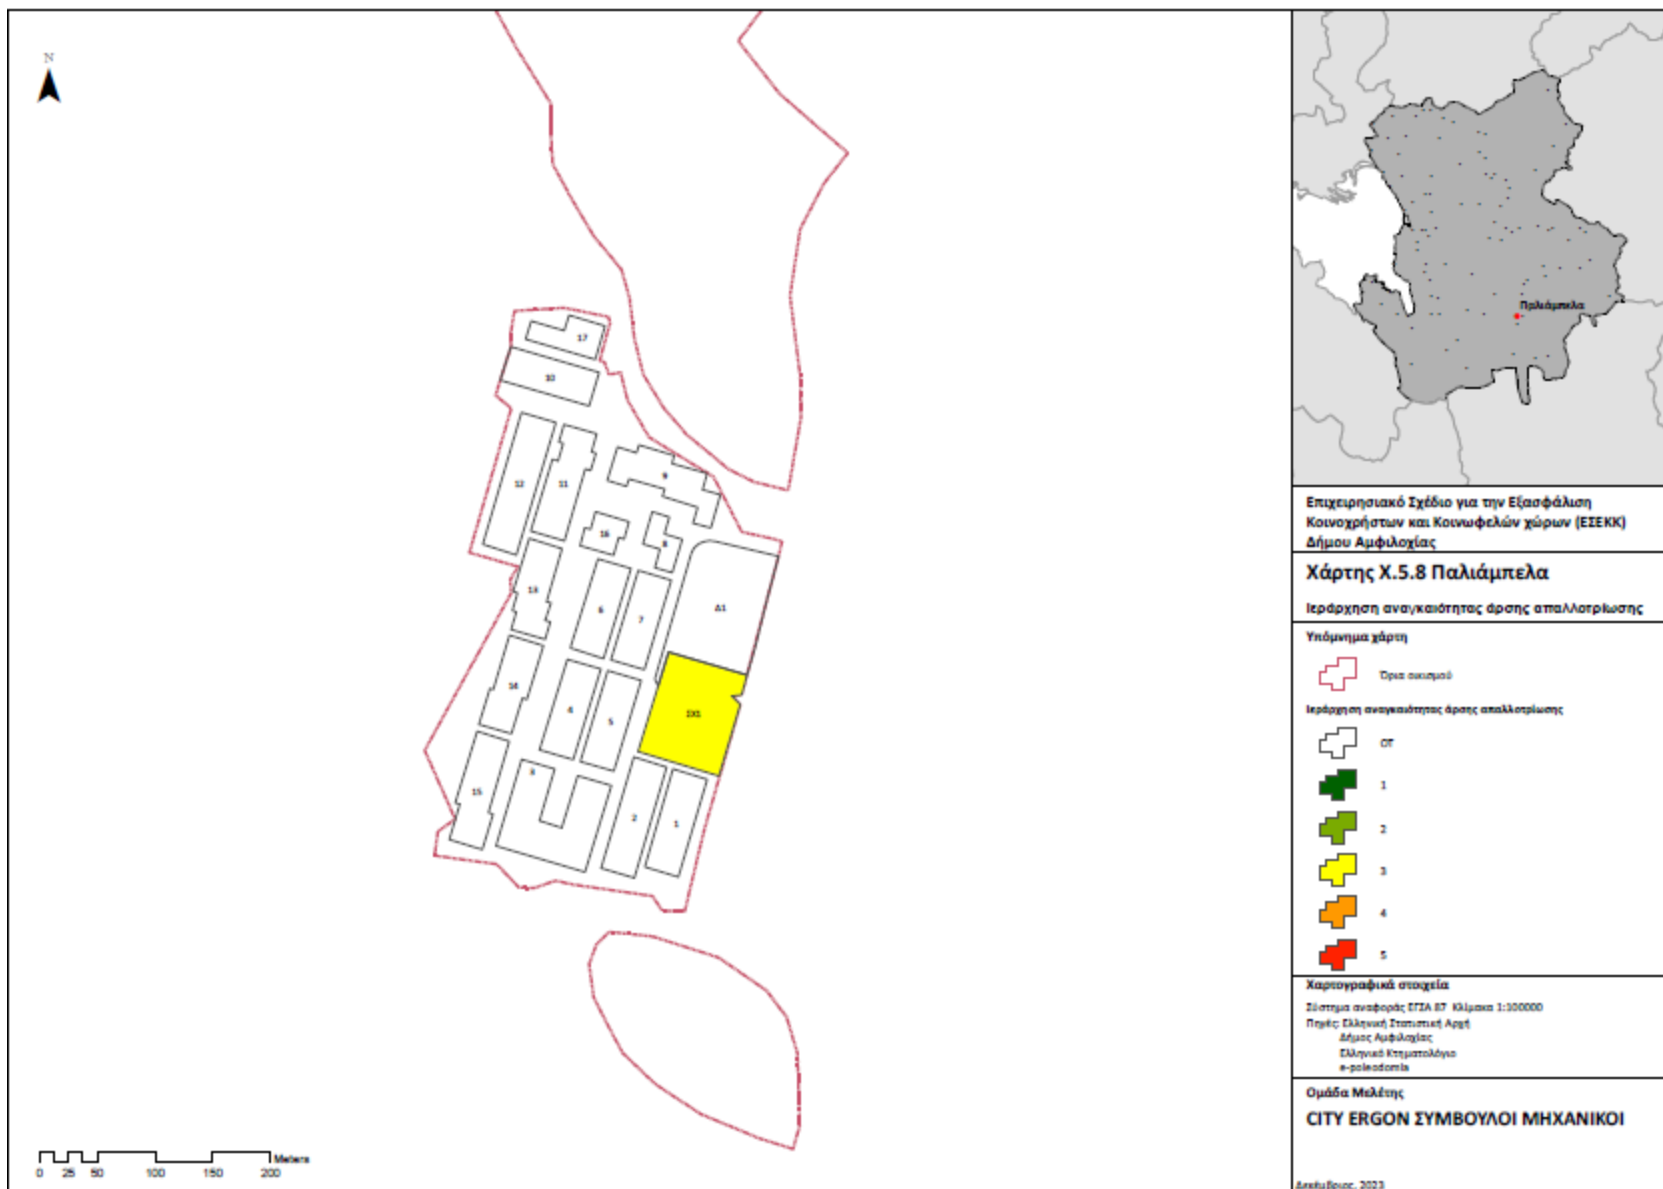 N
17
10
12
11
9
16
8
13
6
7
Δ1
14
4
5
ΣΧ1
3
15
2
1
0 25 50 100 150 200 Meters
Παλιάμπελα
Επιχειρησιακό Σχέδιο για την Εξασφάλιση
Κοινοχρήστων και Κοινωφελών χώρων (ΕΣΕΚΚ)
Δήμου Αμφιλοχίας
Χάρτης Χ.5.8 Παλιάμπελα
Ιεράρχηση αναγκαιότητας άρσης απαλλοτρίωσης
Υπόμνημα χάρτη
Όρια οικισμού
Ιεράρχηση αναγκαιότητας άρσης απαλλοτρίωσης
ΟΤ
1
2
3
4
5
Χαρτογραφικά στοιχεία
Σύστημα αναφοράς ΕΓΣΑ 87 Κλίμακα 1:100000
Πηγές: Ελληνική Στατιστική Αρχή
Δήμος Αμφιλοχίας
Ελληνικό Κτηματολόγιο
e-poleodomia
Ομάδα Μελέτης
CITY ERGON ΣΥΜΒΟΥΛΟΙ ΜΗΧΑΝΙΚΟΙ
Δεκέμβριος, 2023